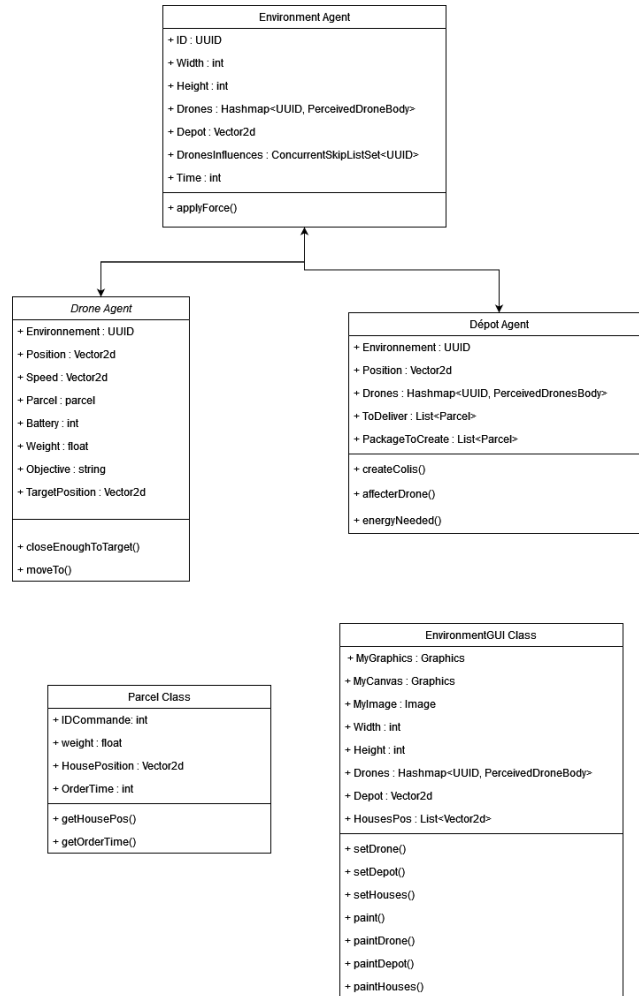 Environment Agent
+ ID : UUID
+ Width : int
+ Height : int
+ Drones : Hashmap<UUID, PerceivedDroneBody>
+ Depot : Vector2d
+ DronesInfluences : ConcurrentSkipListSet<UUID>
+ Time : int
+ applyForce()
Drone Agent
+ Environnement : UUID
+ Position : Vector2d
+ Speed : Vector2d
+ Parcel : parcel
+ Battery : int
+ Weight : float
+ Objective : string
+ TargetPosition : Vector2d
+ closeEnoughToTarget()
+ moveTo()
Dépot Agent
+ Environnement : UUID
+ Position : Vector2d
+ Drones : Hashmap<UUID, PerceivedDronesBody>
+ ToDeliver : List<Parcel>
+ PackageToCreate : List<Parcel>
+ createColis()
+ affecterDrone()
+ energyNeeded()
Parcel Class
+ IDCommande: int
+ weight : float
+ HousePosition : Vector2d
+ OrderTime : int
+ getHousePos()
+ getOrderTime()
EnvironmentGUI Class
+ MyGraphics : Graphics
+ MyCanvas : Graphics
+ MyImage : Image
+ Width : int
+ Height : int
+ Drones : Hashmap<UUID, PerceivedDroneBody>
+ Depot : Vector2d
+ HousesPos : List<Vector2d>
+ setDrone()
+ setDepot()
+ setHouses()
+ paint()
+ paintDrone()
+ paintDepot()
+ paintHouses()